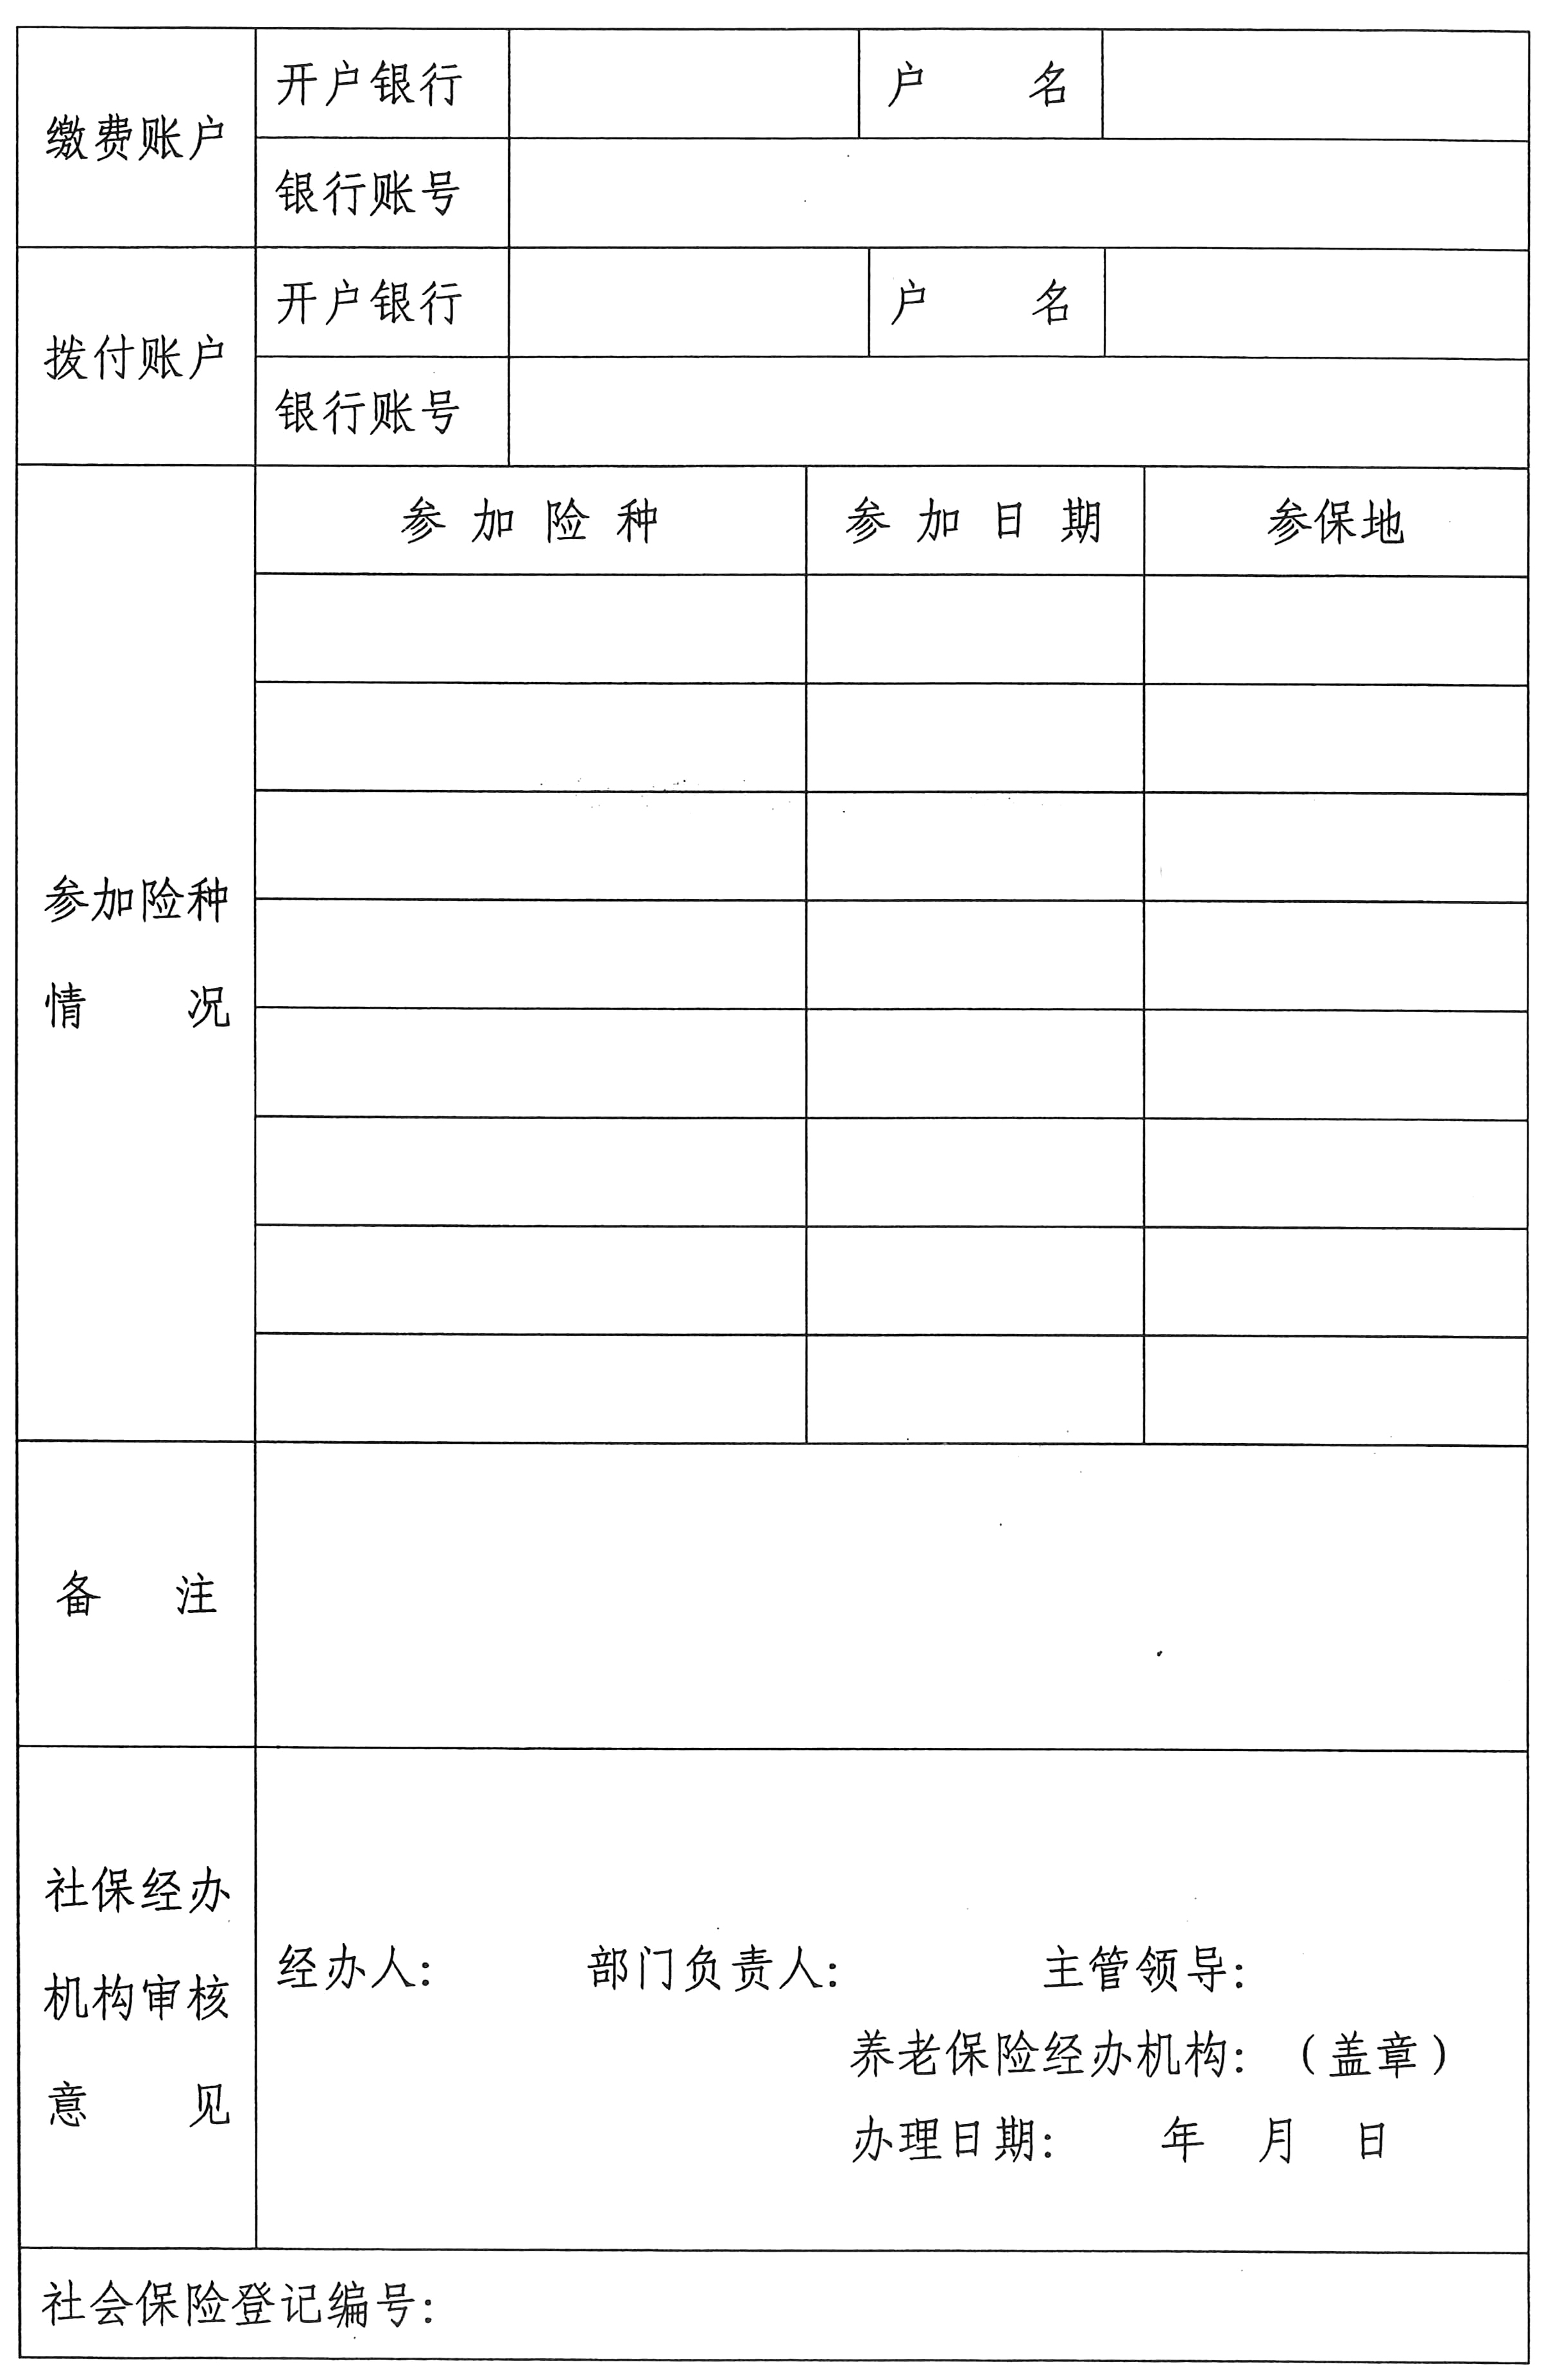 缴费账户
开户银行
户 名
银行账号
拨付账户
开户银行
户 名
银行账号
参加险种
情 况
参 加 险 种
参 加 日 期
参保地
备 注
社保经办
机构审核
意 见
经办人: 部门负责人: 主管领导:
养老保险经办机构: (盖章)
办理日期: 年 月 日
社会保险登记编号: